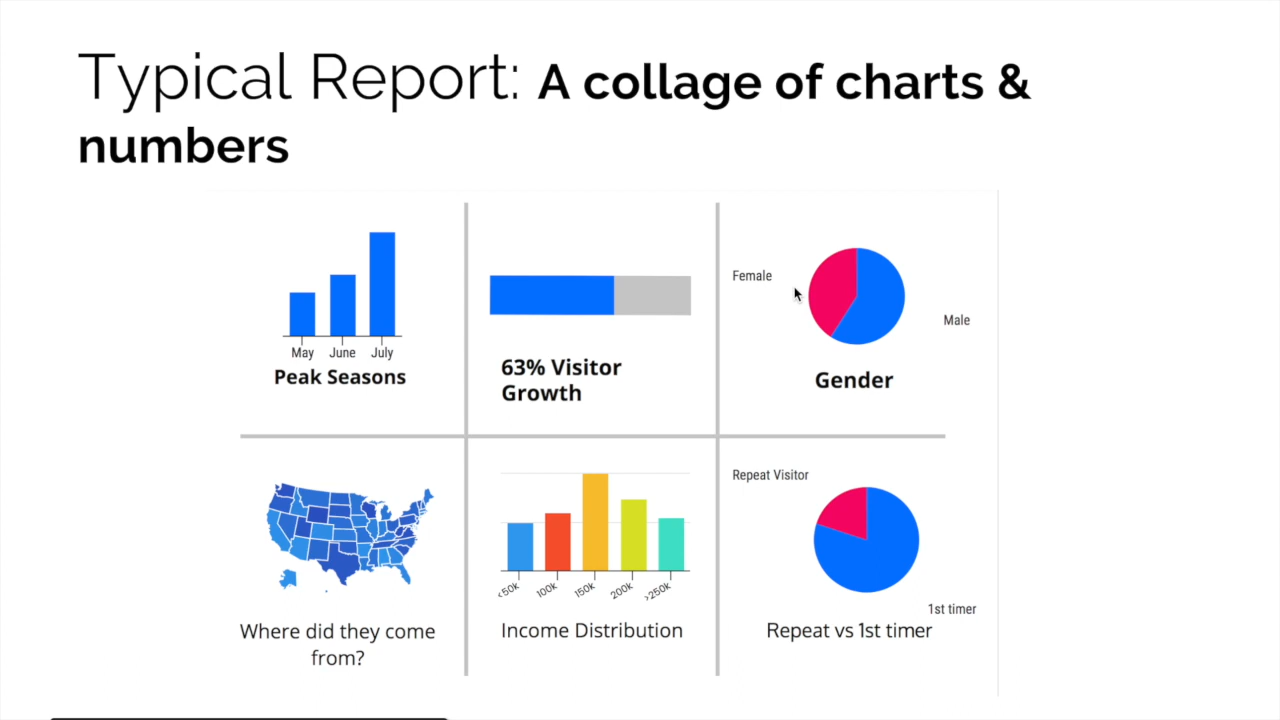 Typical Report: A collage of charts &
numbers
May June July
Peak Seasons
63% Visitor
Growth
Female
Male
Gender
Where did they come
from?
<50k 100k 150k 200k >250k
Income Distribution
Repeat Visitor
1st timer
Repeat vs 1st timer